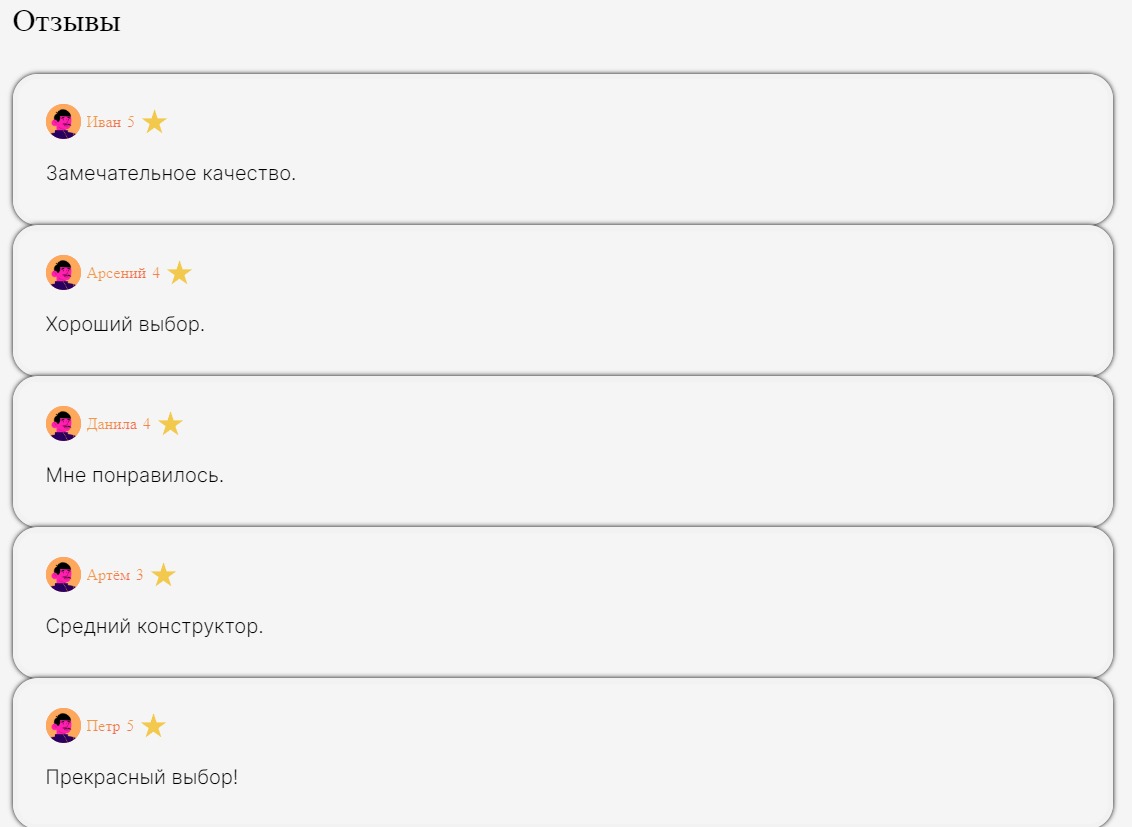 Отзывы
Иван 5
Замечательное качество.
Арсений 4
Хороший выбор.
Данила 4
Мне понравилось.
Артём 3
Средний конструктор.
Петр 5
Прекрасный выбор!